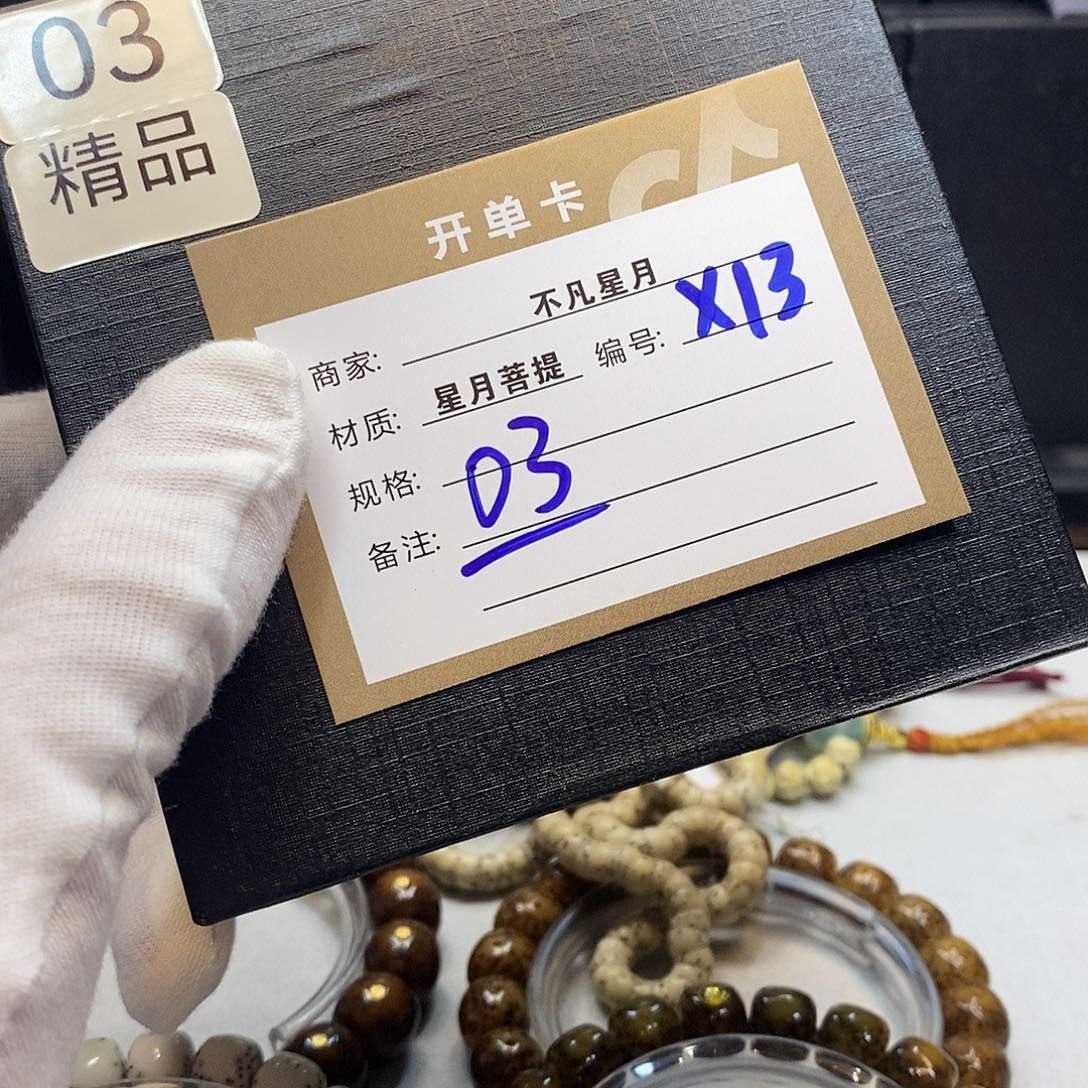 03
精品
开单卡
商家: 不凡星月
材质: 星月菩提 编号: X13
规格: 03
备注: